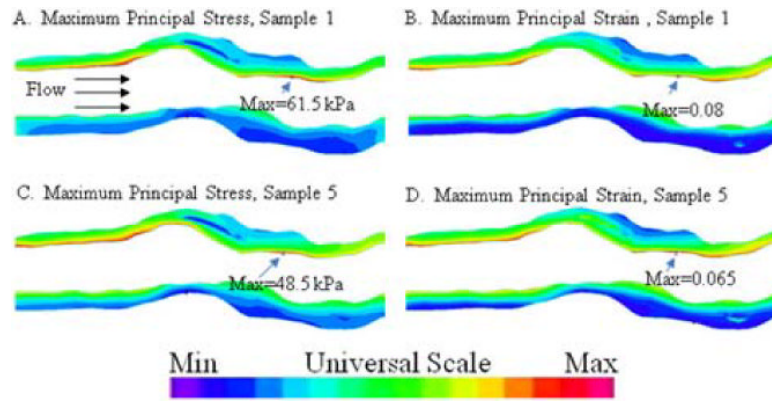 A. Maximum Principal Stress, Sample 1
B. Maximum Principal Strain , Sample 1
Flow
Max=61.5 kPa
Max=0.08
C. Maximum Principal Stress, Sample 5
D. Maximum Principal Strain, Sample 5
Max=48.5 kPa
Max=0.065
Min Universal Scale Max